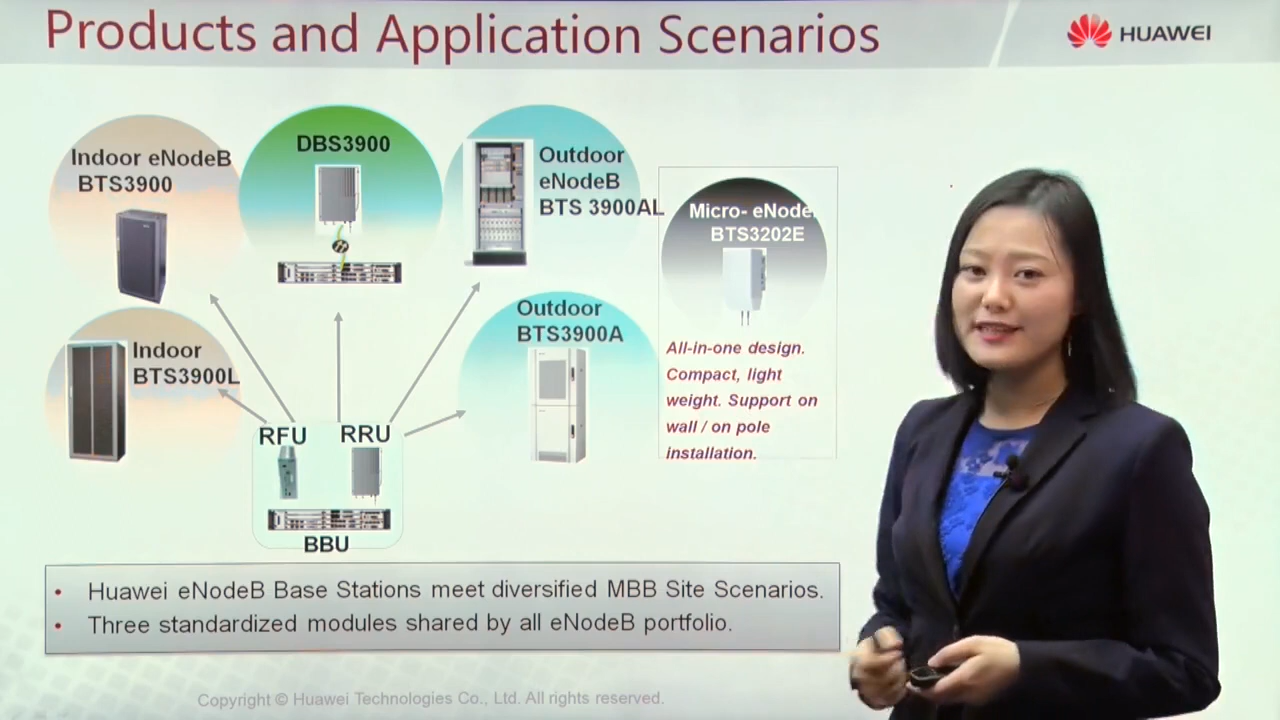 Products and Application Scenarios
HUAWEI
Indoor eNodeB
BTS3900
DBS3900
Outdoor
eNodeB
BTS 3900AL
Micro- eNode
BTS3202E
Outdoor
BTS3900A
Indoor
BTS3900L
All-in-one design.
Compact, light
weight. Support on
wall / on pole
installation.
RFU
RRU
BBU
• Huawei eNodeB Base Stations meet diversified MBB Site Scenarios.
• Three standardized modules shared by all eNodeB portfolio.
Copyright © Huawei Technologies Co., Ltd. All rights reserved.